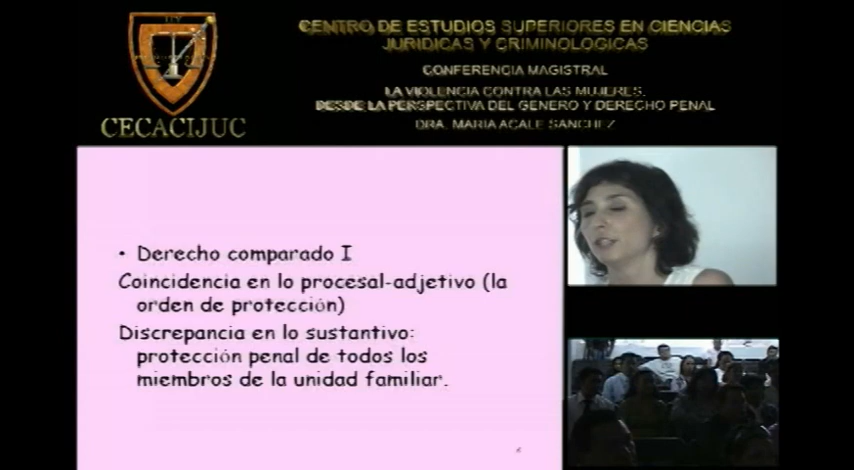 CENTRO DE ESTUDIOS SUPERIORES EN CIENCIAS
JURIDICAS Y CRIMINOLOGICAS
CONFERENCIA MAGISTRAL
LA VIOLENCIA CONTRA LAS MUJERES.
DESDE LA PERSPECTIVA DEL GENERO Y DERECHO PENAL
DRA. MARIA ACALE SANCHEZ
CECACIJUC
• Derecho comparado I
Coincidencia en lo procesal-adjetivo (la
orden de protección)
Discrepancia en lo sustantivo:
protección penal de todos los
miembros de la unidad familiar.